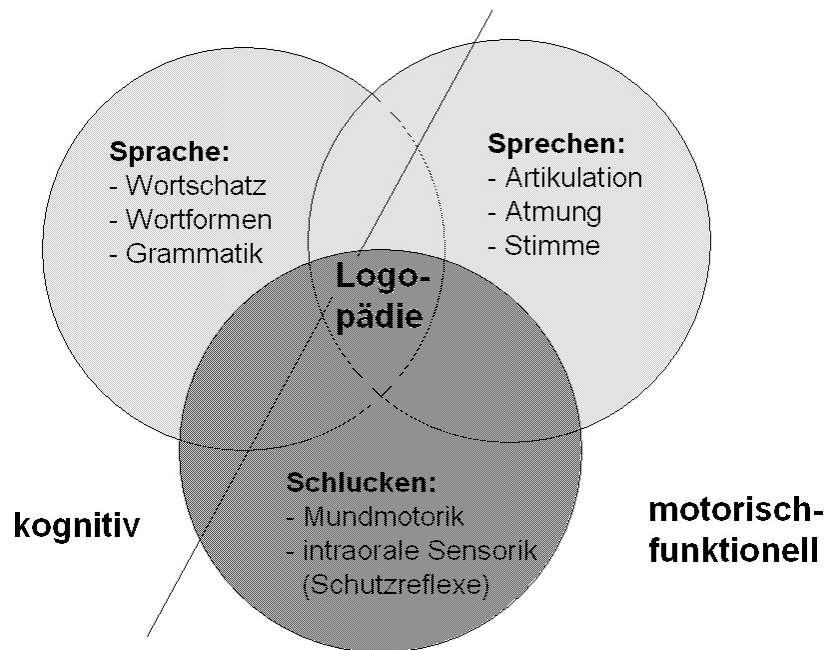 Sprache:
- Wortschatz
- Wortformen
- Grammatik
Sprechen:
- Artikulation
- Atmung
- Stimme
Logo-
pädie
Schlucken:
- Mundmotorik
- intraorale Sensorik
(Schutzreflexe)
kognitiv
motorisch-
funktionell